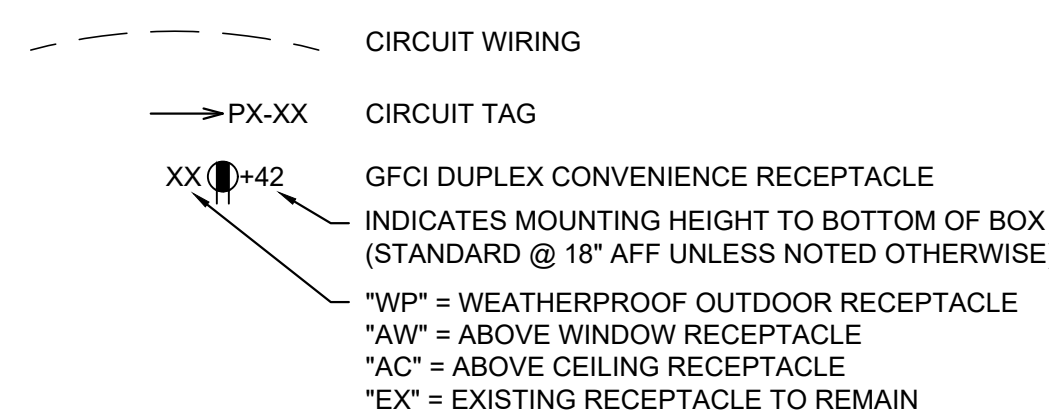 CIRCUIT WIRING
PX-XX CIRCUIT TAG
XX +42 GFCI DUPLEX CONVENIENCE RECEPTACLE
INDICATES MOUNTING HEIGHT TO BOTTOM OF BOX
(STANDARD @ 18" AFF UNLESS NOTED OTHERWISE)
"WP" = WEATHERPROOF OUTDOOR RECEPTACLE
"AW" = ABOVE WINDOW RECEPTACLE
"AC" = ABOVE CEILING RECEPTACLE
"EX" = EXISTING RECEPTACLE TO REMAIN